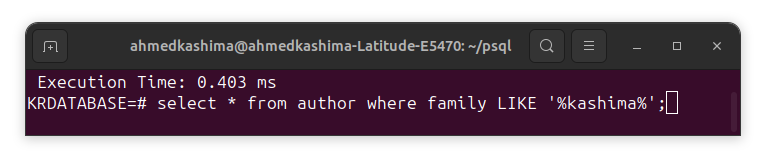 ahmedkashima@ahmedkashima-Latitude-E5470: ~/psql
Execution Time: 0.403 ms
KRDATABASE=# select * from author where family LIKE '%kashima%';